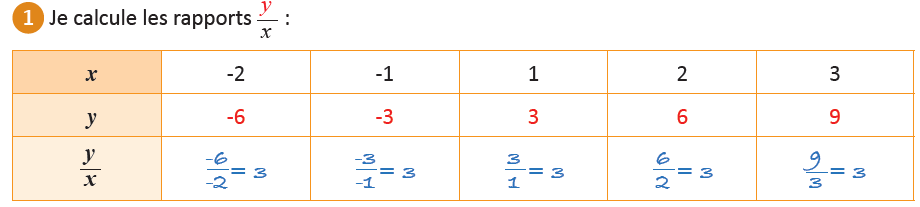 1 Je calcule les rapports y/x :
x -2 -1 1 2 3
y -6 -3 3 6 9
y/x -6/-2 = 3 -3/-1 = 3 3/1 = 3 6/2 = 3 9/3 = 3